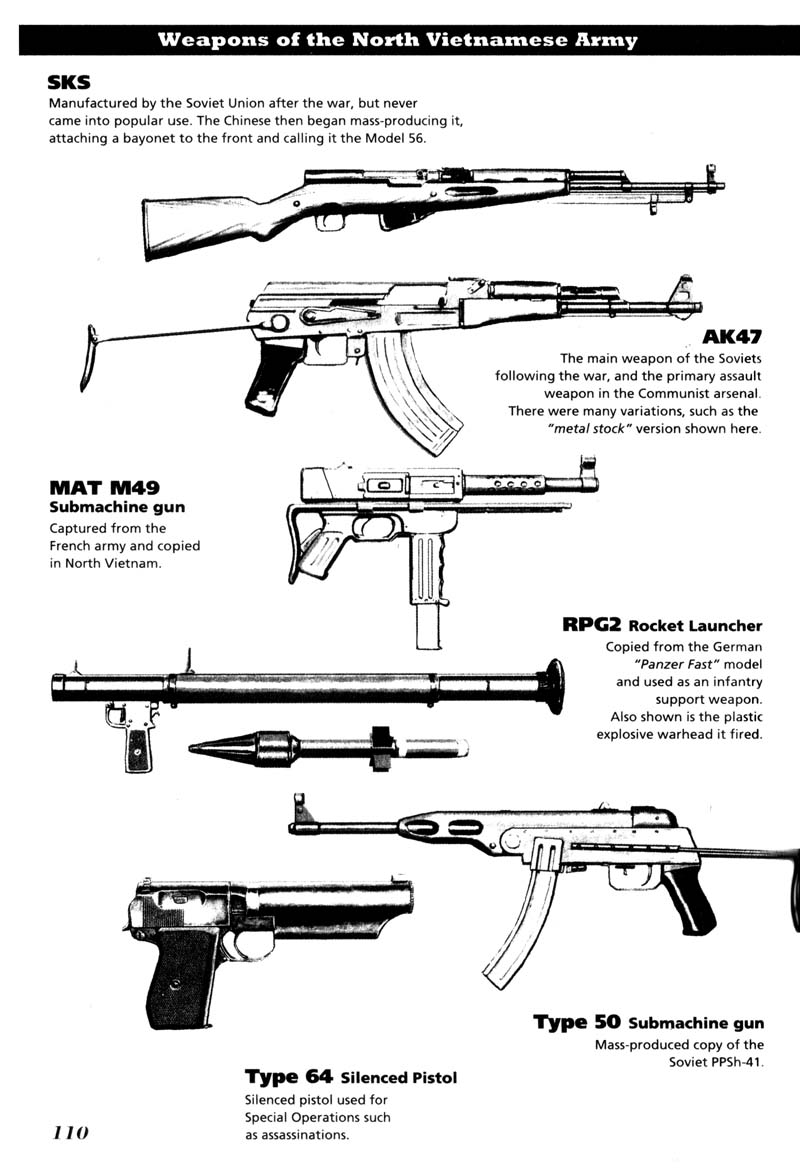 Weapons of the North Vietnamese Army
SKS
Manufactured by the Soviet Union after the war, but never
came into popular use. The Chinese then began mass-producing it,
attaching a bayonet to the front and calling it the Model 56.
AK47
The main weapon of the Soviets
following the war, and the primary assault
weapon in the Communist arsenal.
There were many variations, such as the
"metal stock" version shown here.
MAT M49
Submachine gun
Captured from the
French army and copied
in North Vietnam.
RPG2 Rocket Launcher
Copied from the German
"Panzer Fast" model
and used as an infantry
support weapon.
Also shown is the plastic
explosive warhead it fired.
Type 50 Submachine gun
Mass-produced copy of the
Soviet PPSh-41.
Type 64 Silenced Pistol
Silenced pistol used for
Special Operations such
as assassinations.
110